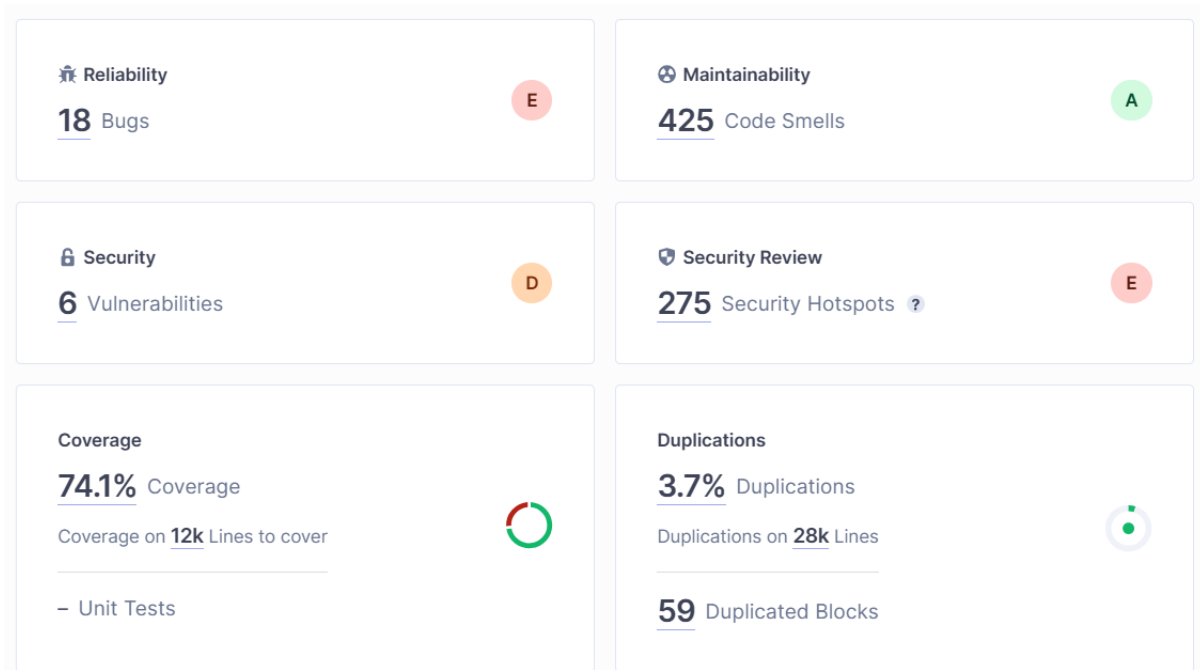 Reliability
18 Bugs
E
Maintainability
425 Code Smells
A
Security
6 Vulnerabilities
D
Security Review
275 Security Hotspots ?
E
Coverage
74.1% Coverage
Coverage on 12k Lines to cover
– Unit Tests
Duplications
3.7% Duplications
Duplications on 28k Lines
59 Duplicated Blocks